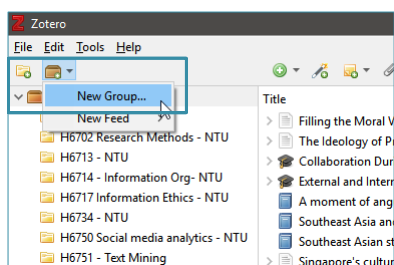 Z Zotero
File Edit Tools Help
New Group...
New Feed
H6702 Research Methods - NTU
H6713 - NTU
H6714 - Information Org- NTU
H6717 Information Ethics - NTU
H6734 - NTU
H6750 Social media analytics - NTU
H6751 - Text Mining
Title
Filling the Moral V
The Ideology of P
Collaboration Dur
External and Interr
A moment of ang
Southeast Asia an
Southeast Asian st
Singapore's cultur